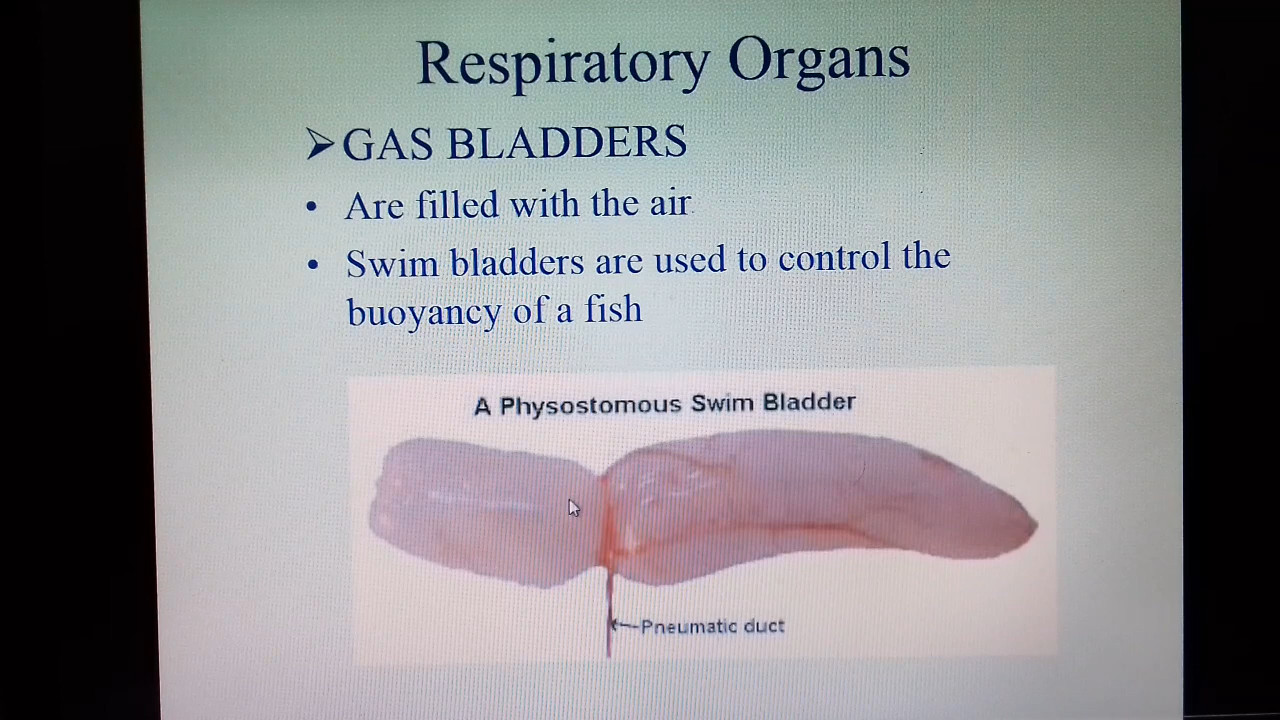 Respiratory Organs
➢GAS BLADDERS
• Are filled with the air
• Swim bladders are used to control the
buoyancy of a fish
A Physostomous Swim Bladder
Pneumatic duct